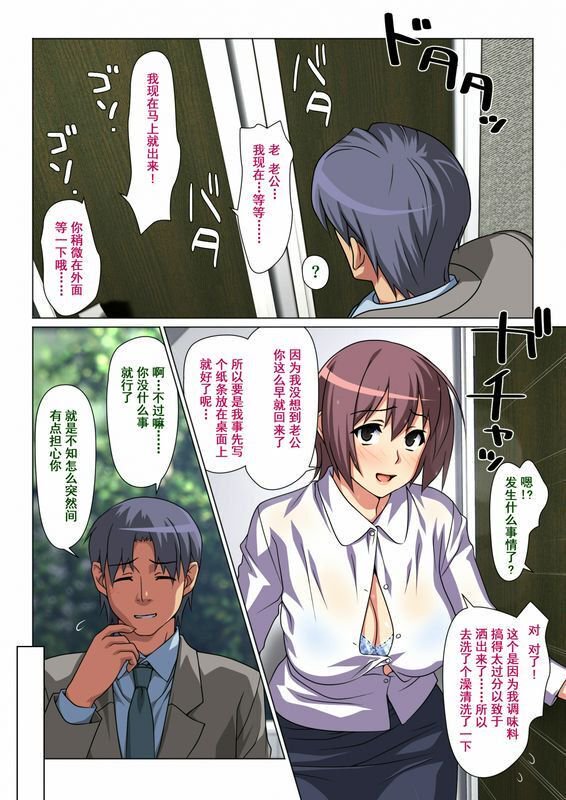 ドタタ
バタ
バタ
ゴソ
ゴソ
老 老公…
我现在…等等……
我现在马上就出来！
你稍微在外面
等一下哦……
？
ガチャッ
嗯!?
发生什么事情了？
因为我没想到老公
你这么早就回来了
所以要是我事先写
个纸条放在桌面上
就好了呢…
对 对了！
这个是因为我调味料
搞得太过分以致于
洒出来了……所以
去洗了个澡清洗了一下
啊…不过嘛……
你没什么事
就行了
就是不知怎么突然间
有点担心你